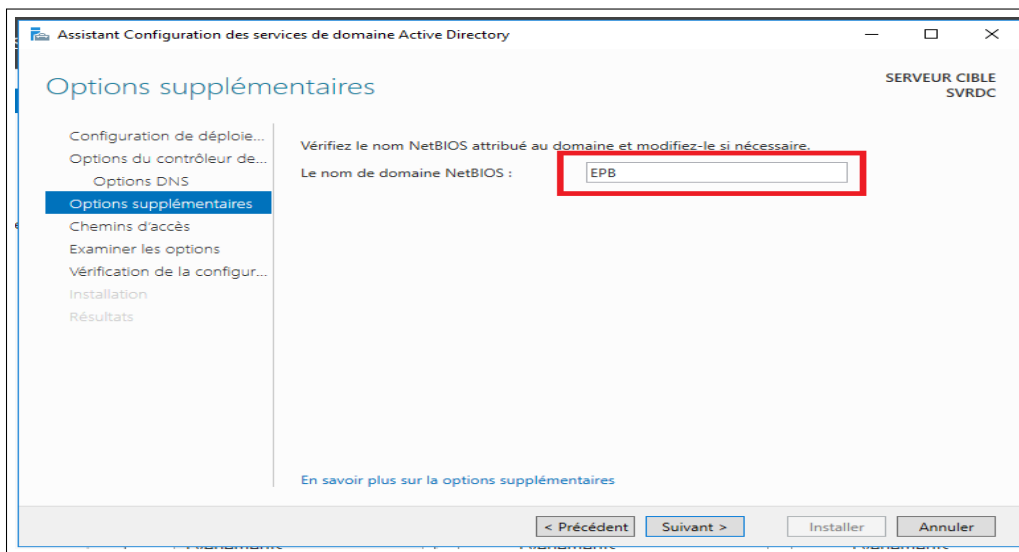 Assistant Configuration des services de domaine Active Directory
Options supplémentaires
SERVEUR CIBLE
SVRDC
Configuration de déploie...
Options du contrôleur de...
Options DNS
Options supplémentaires
Chemins d'accès
Examiner les options
Vérification de la configur...
Installation
Résultats
Vérifiez le nom NetBIOS attribué au domaine et modifiez-le si nécessaire.
Le nom de domaine NetBIOS :
EPB
En savoir plus sur la options supplémentaires
< Précédent
Suivant >
Installer
Annuler